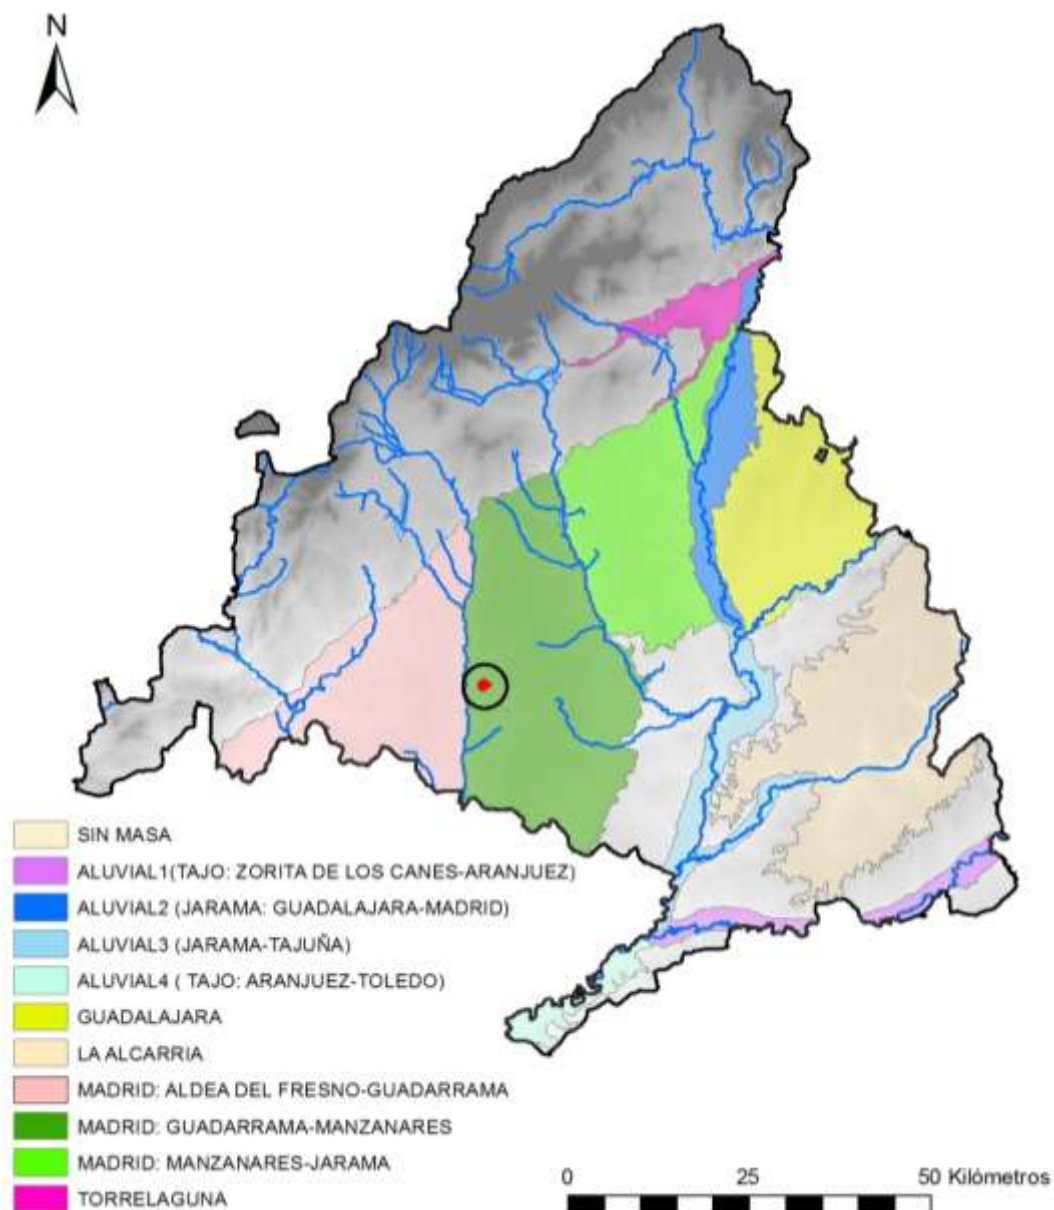 N
SIN MASA
ALUVIAL1(TAJO: ZORITA DE LOS CANES-ARANJUEZ)
ALUVIAL2 (JARAMA: GUADALAJARA-MADRID)
ALUVIAL3 (JARAMA-TAJUÑA)
ALUVIAL4 ( TAJO: ARANJUEZ-TOLEDO)
GUADALAJARA
LA ALCARRIA
MADRID: ALDEA DEL FRESNO-GUADARRAMA
MADRID: GUADARRAMA-MANZANARES
MADRID: MANZANARES-JARAMA
TORRELAGUNA
0 25 50 Kilómetros